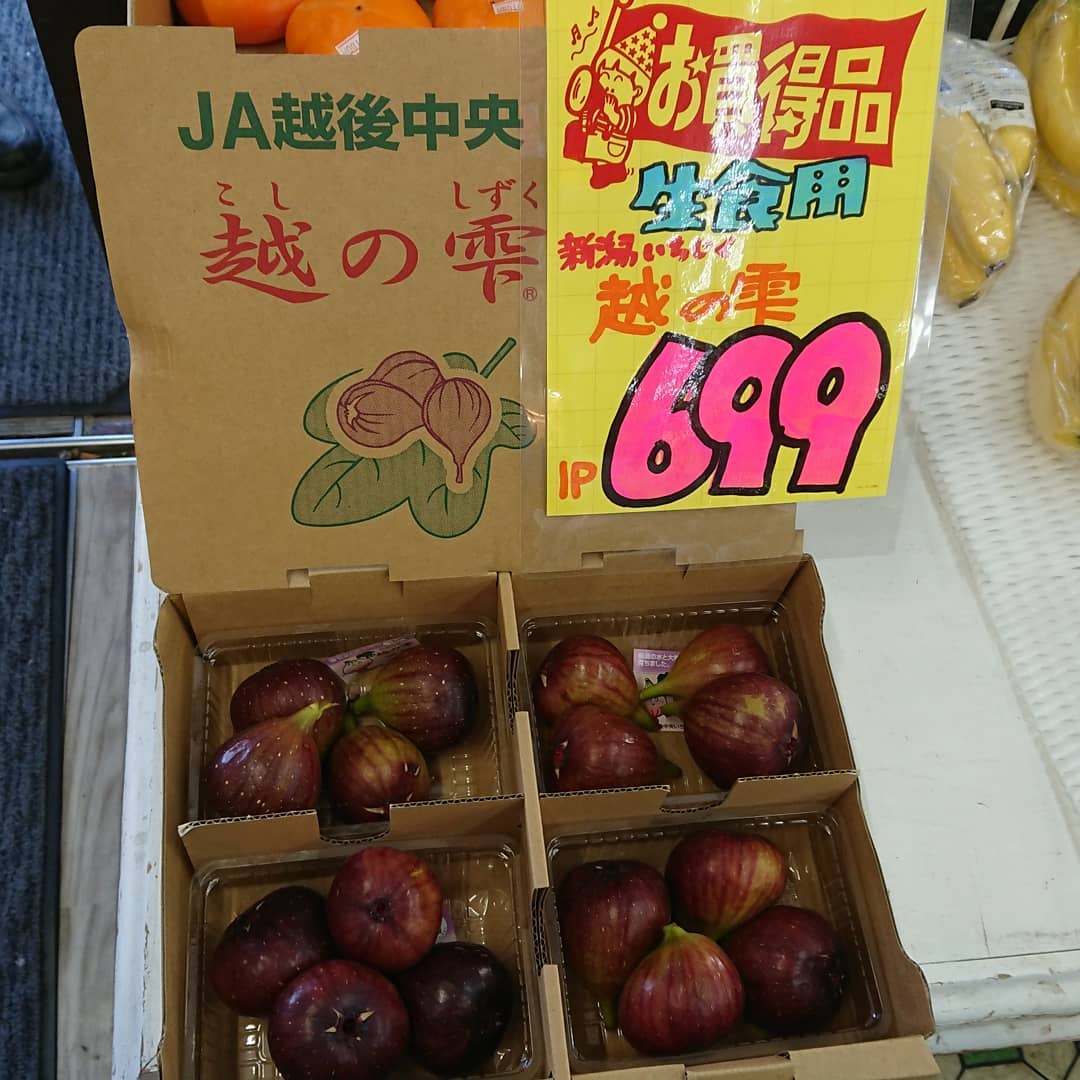 JA越後中央
こし しずく
越の雫®
お買得品
生食用
新潟いちじく
越の雫
1P 699